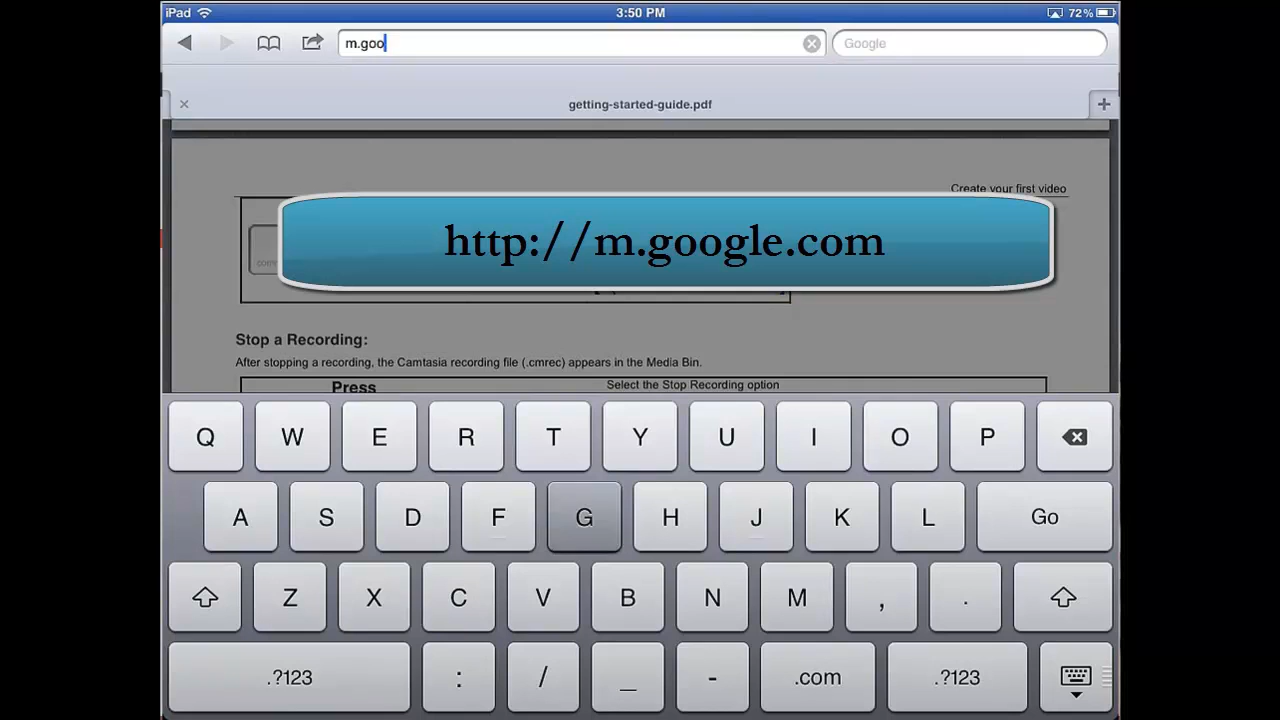 iPad 3:50 PM 72%
m.goo Google
getting-started-guide.pdf
Create your first video
http://m.google.com
Stop a Recording:
After stopping a recording, the Camtasia recording file (.cmrec) appears in the Media Bin.
Press Select the Stop Recording option
Q W E R T Y U I O P
A S D F G H J K L Go
Z X C V B N M , .
.?123 : / _ - .com .?123